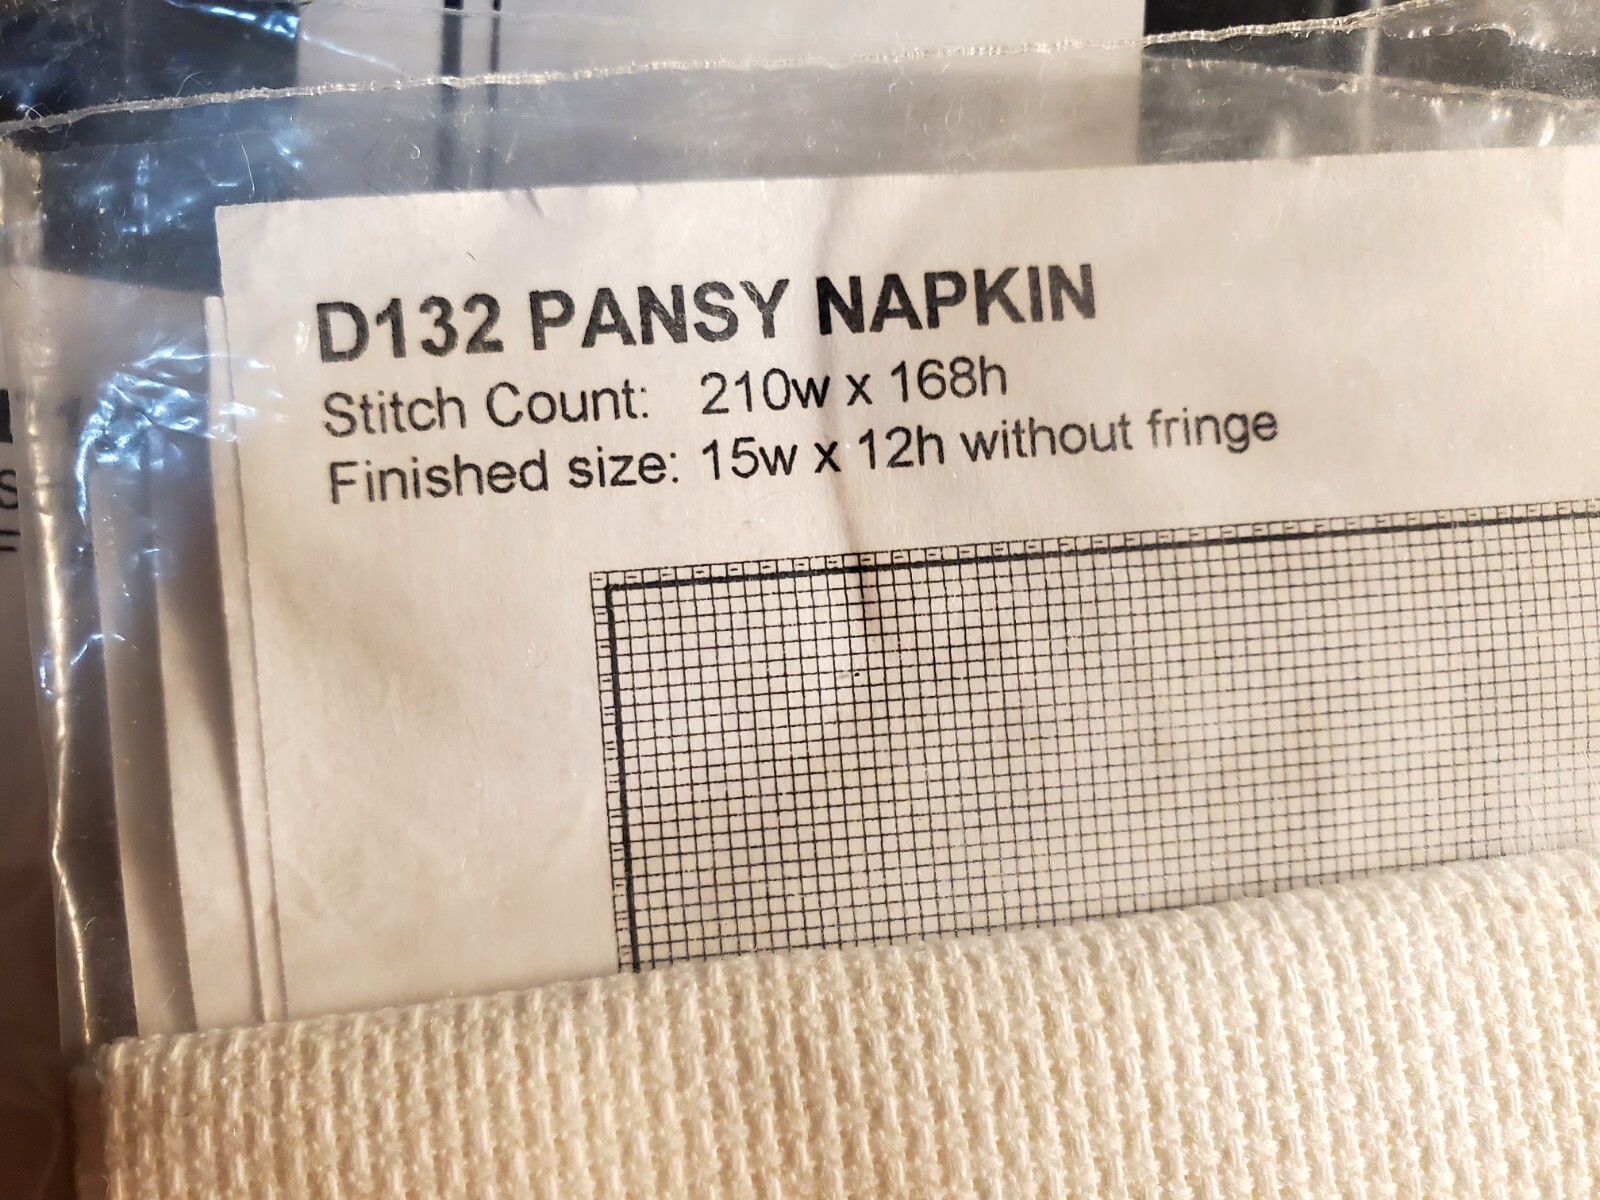 D132 PANSY NAPKIN
Stitch Count: 210w x 168h
Finished size: 15w x 12h without fringe